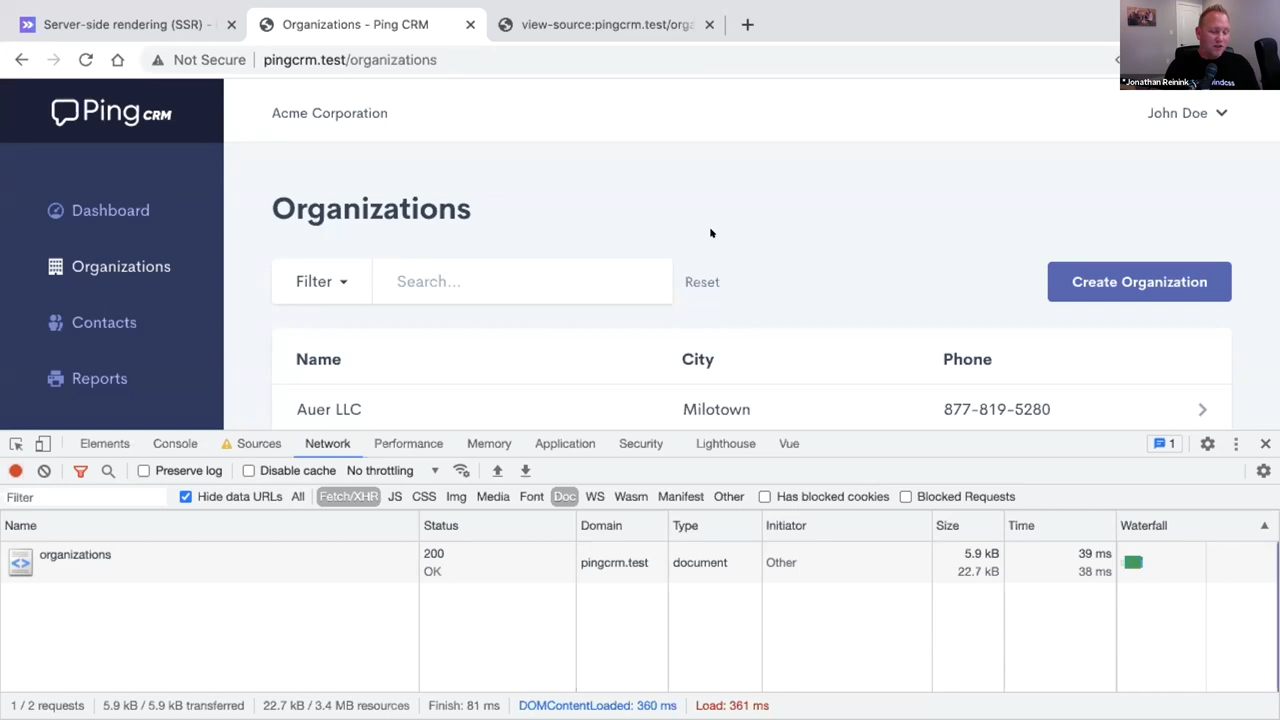 Server-side rendering (SSR) -
Organizations - Ping CRM
view-source:pingcrm.test/orga
Not Secure
pingcrm.test/organizations
*Jonathan Reinink
Ping CRM
Acme Corporation
John Doe
Dashboard
Organizations
Contacts
Reports
Organizations
Filter
Search...
Reset
Create Organization
Name City Phone
Auer LLC Milotown 877-819-5280
Elements Console Sources Network Performance Memory Application Security Lighthouse Vue 1
Preserve log Disable cache No throttling
Filter Hide data URLs All Fetch/XHR JS CSS Img Media Font Doc WS Wasm Manifest Other Has blocked cookies Blocked Requests
Name Status Domain Type Initiator Size Time Waterfall
organizations 200 pingcrm.test document Other 5.9 kB 39 ms
OK 22.7 kB 38 ms
1 / 2 requests 5.9 kB / 5.9 kB transferred 22.7 kB / 3.4 MB resources Finish: 81 ms DOMContentLoaded: 360 ms Load: 361 ms